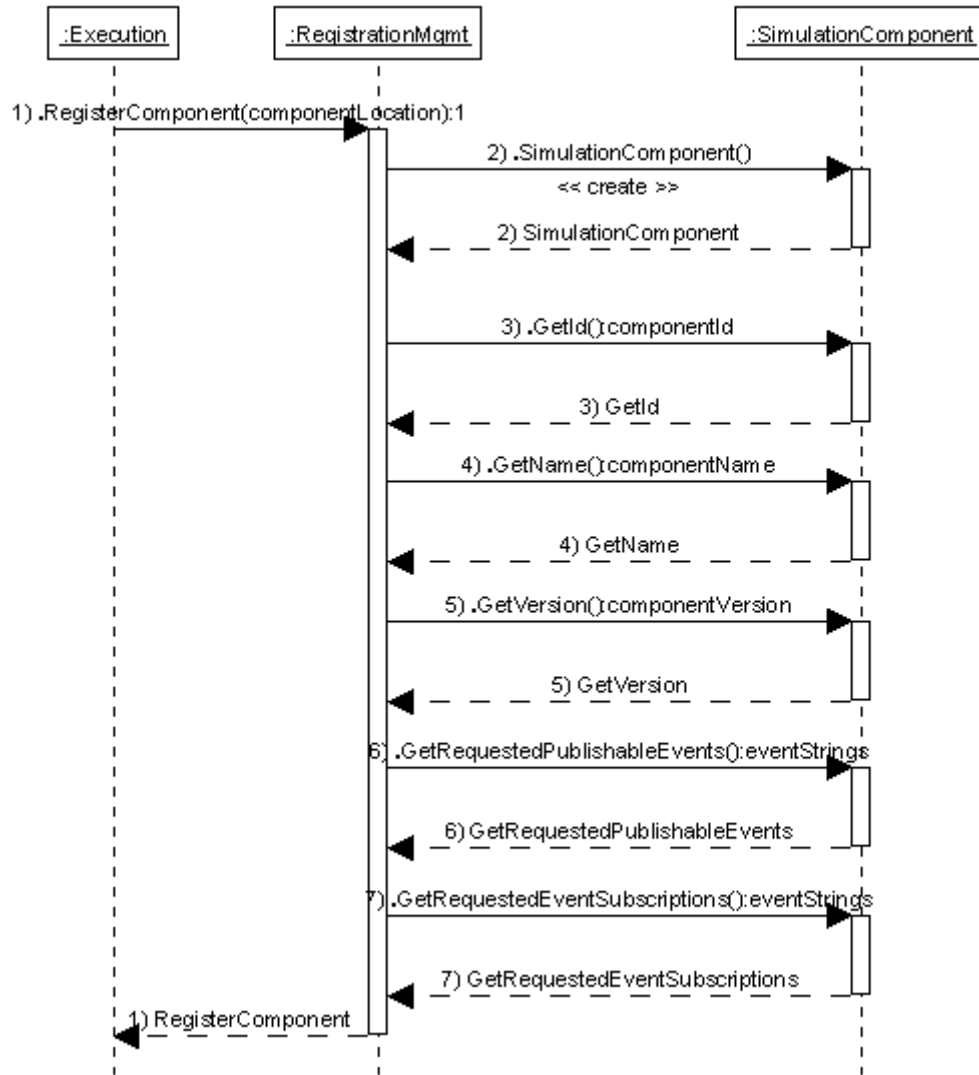 :Execution
:RegistrationMgmt
:SimulationComponent
1) .RegisterComponent(componentLocation):1
2) .SimulationComponent()
<< create >>
2) SimulationComponent
3) .GetId():componentId
3) GetId
4) .GetName():componentName
4) GetName
5) .GetVersion():componentVersion
5) GetVersion
6) .GetRequestedPublishableEvents():eventStrings
6) GetRequestedPublishableEvents
7) .GetRequestedEventSubscriptions():eventStrings
7) GetRequestedEventSubscriptions
1) RegisterComponent